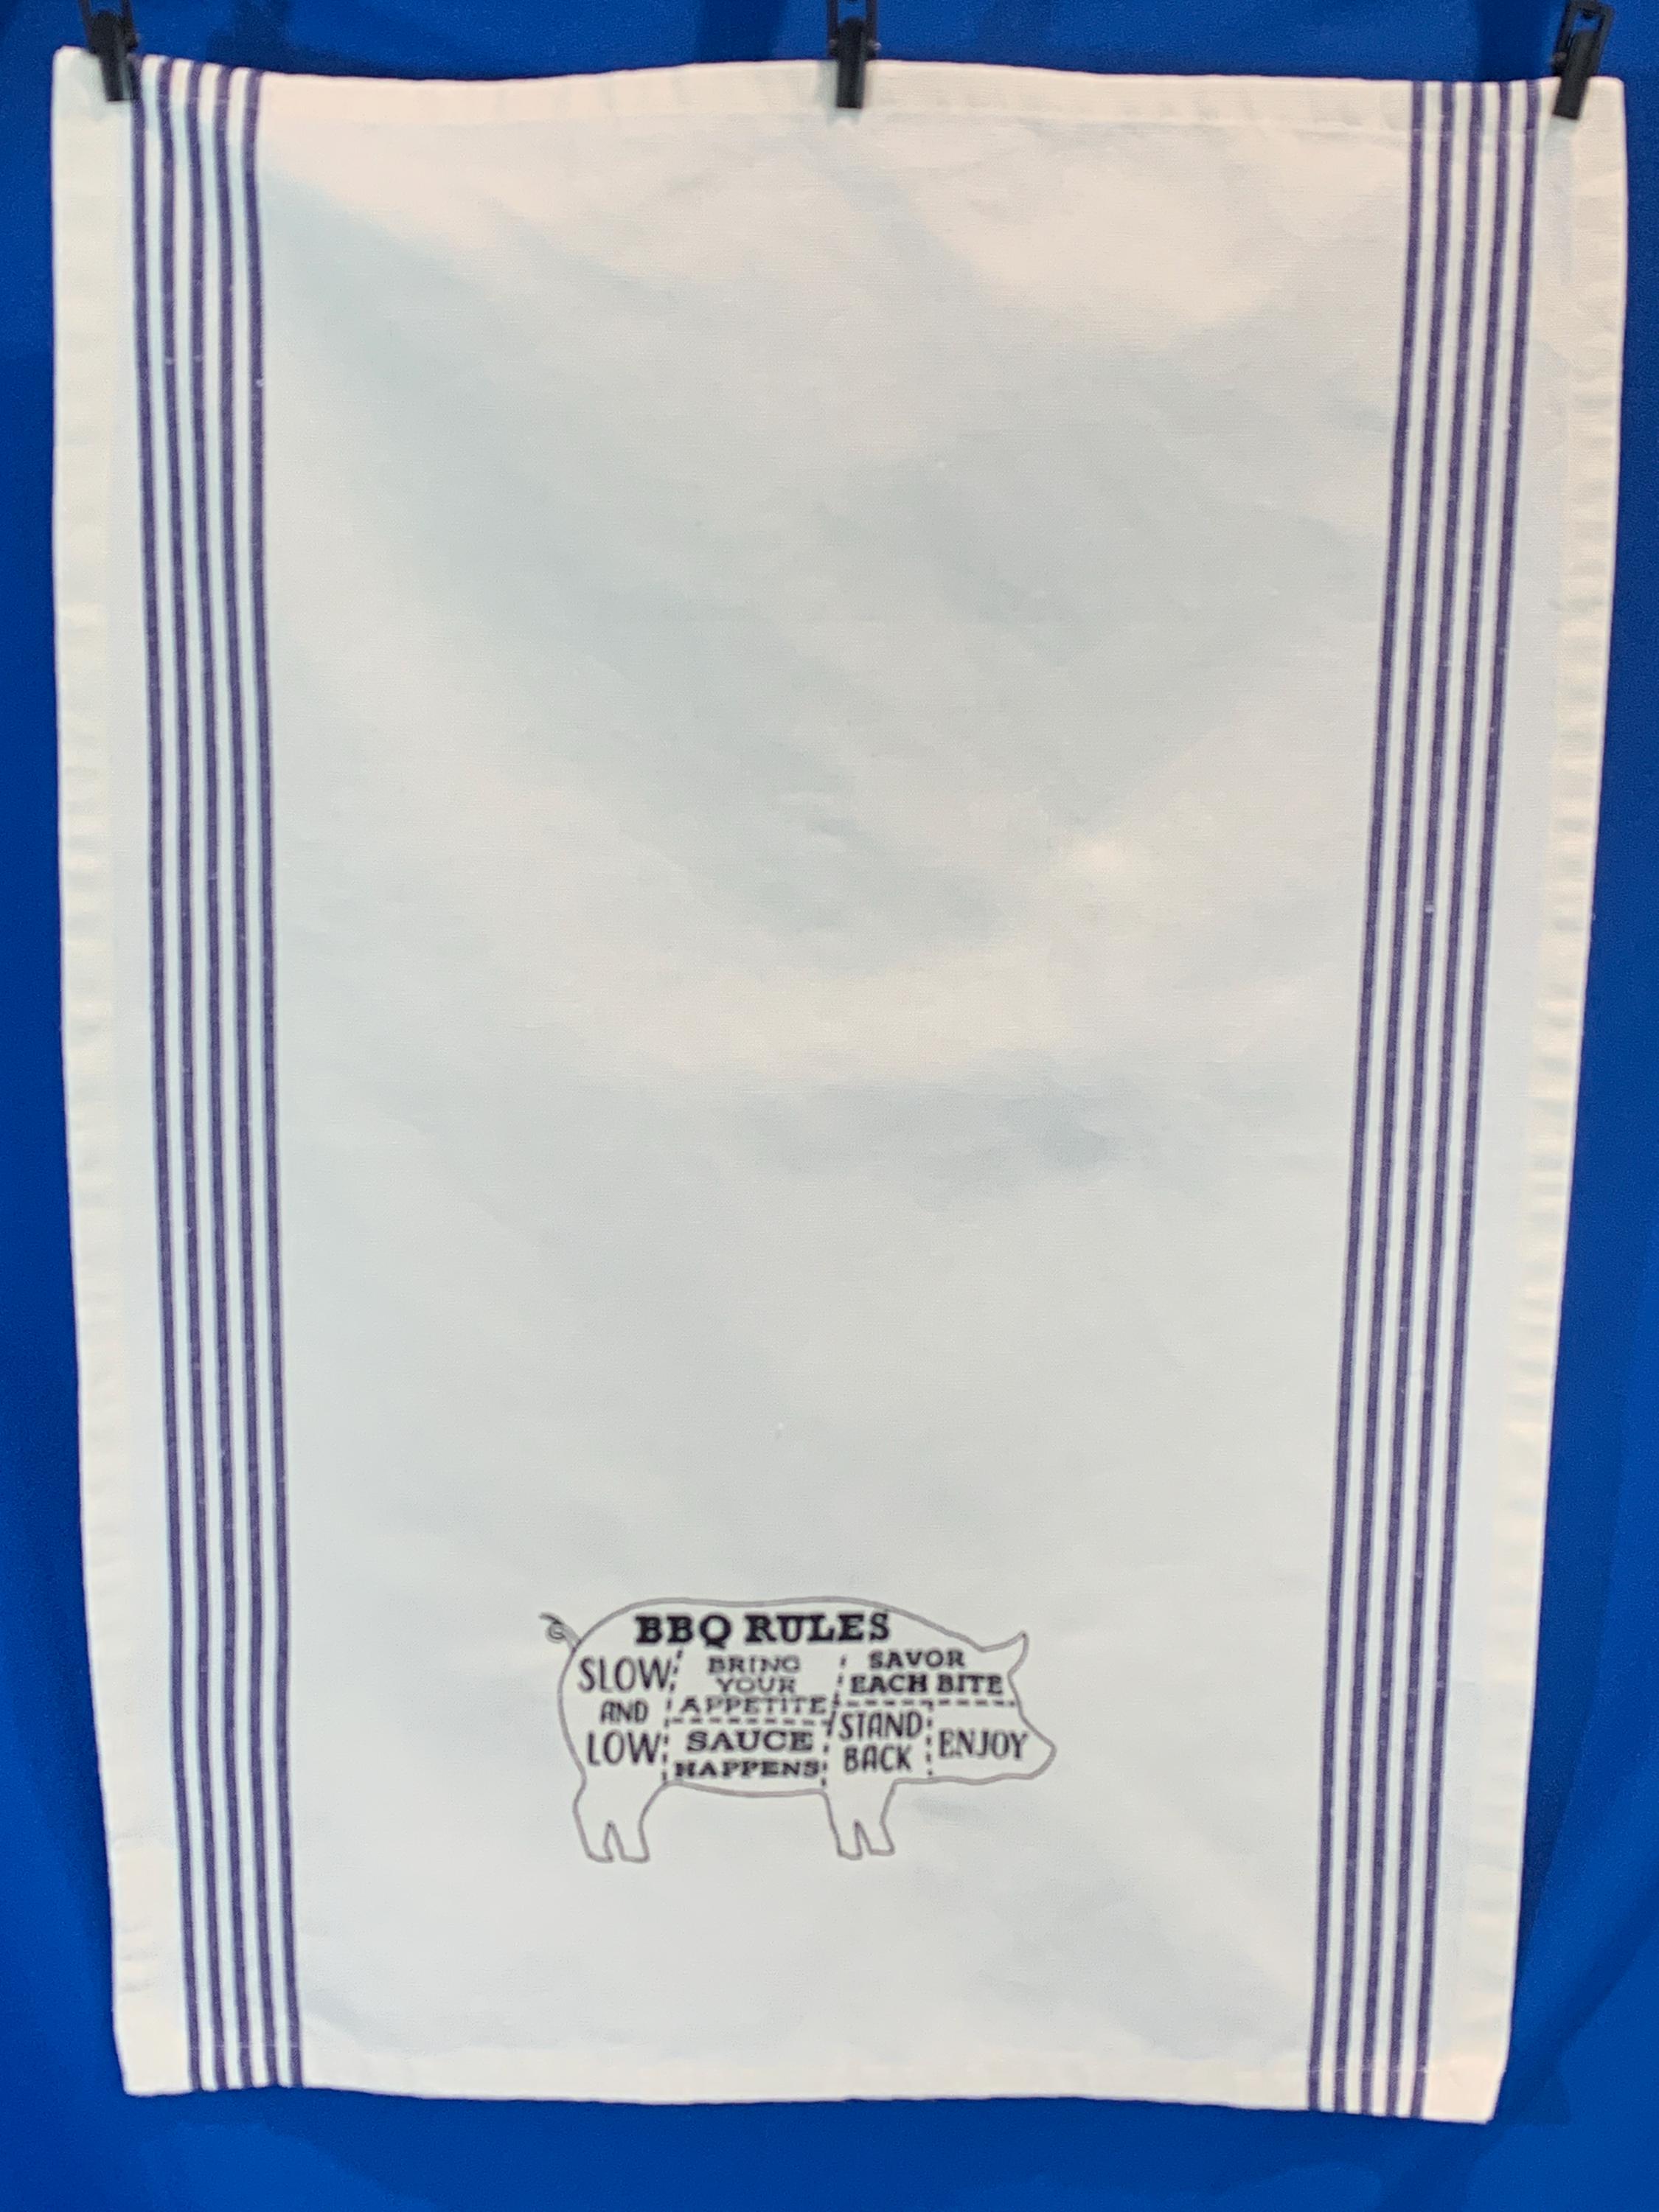 BBQ RULES
SLOW
AND
LOW
BRING
YOUR
APPETITE
SAUCE
HAPPENS
SAVOR
EACH BITE
STAND
BACK
ENJOY